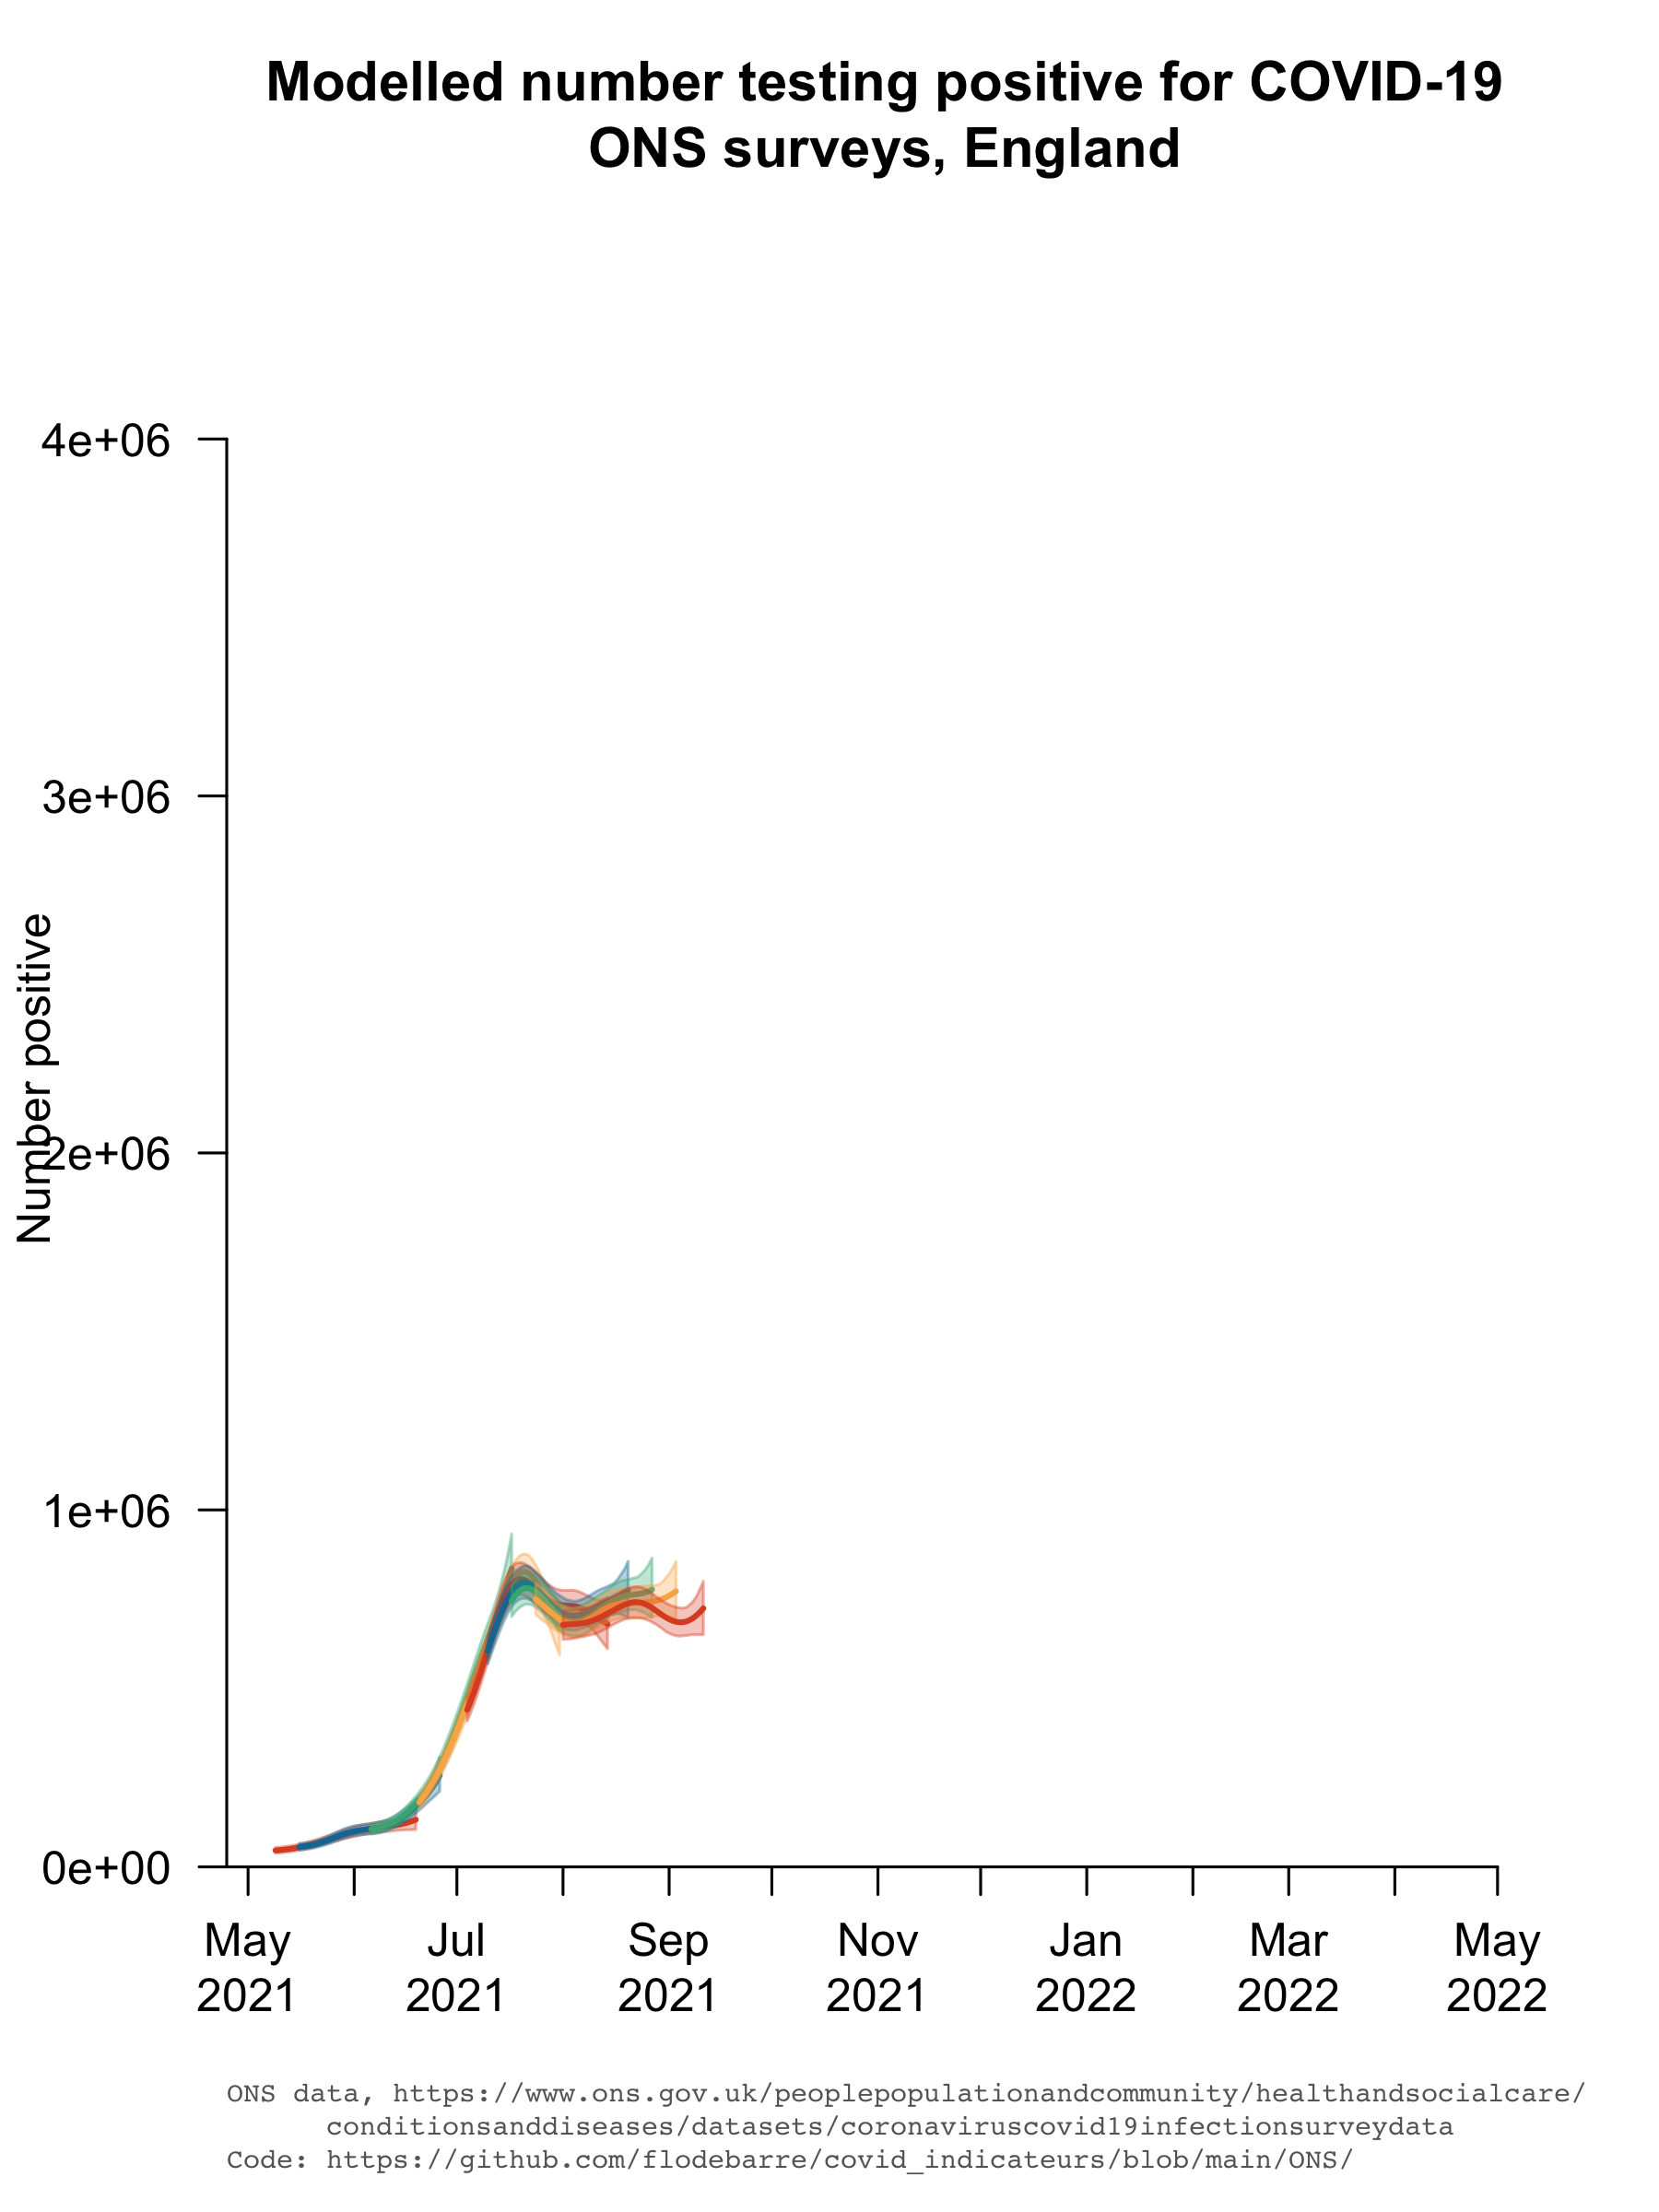 Modelled number testing positive for COVID-19
ONS surveys, England
4e+06
3e+06
2e+06
1e+06
0e+00
Number positive
May Jul Sep Nov Jan Mar May
2021 2021 2021 2021 2022 2022 2022
ONS data, https://www.ons.gov.uk/peoplepopulationandcommunity/healthandsocialcare/
conditionsanddiseases/datasets/coronaviruscovid19infectionsurveydata
Code: https://github.com/flodebarre/covid_indicateurs/blob/main/ONS/